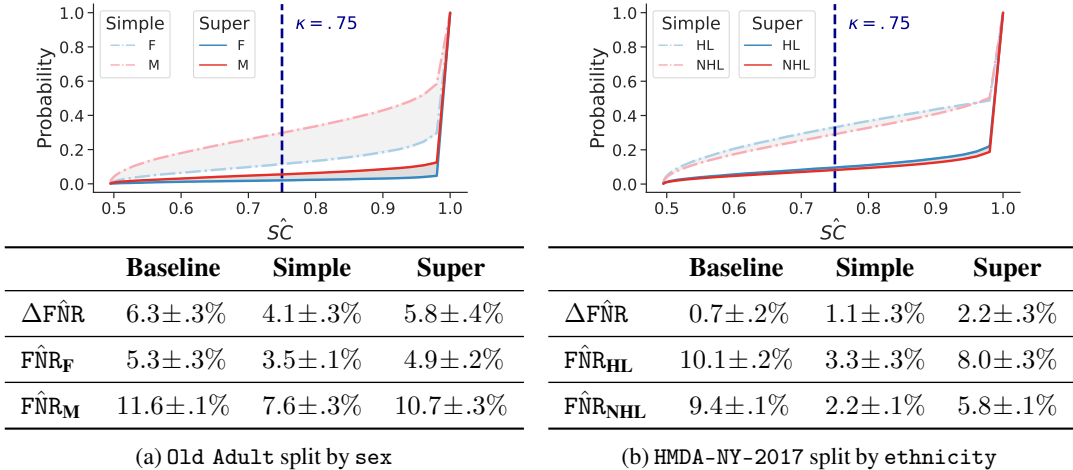 Simple
F
M
Super
F
M
κ = .75
Probability
1.0
0.8
0.6
0.4
0.2
0.0
0.5 0.6 0.7 0.8 0.9 1.0
SĈ
Baseline Simple Super
ΔFN̂R 6.3±.3% 4.1±.3% 5.8±.4%
FN̂R_F 5.3±.3% 3.5±.1% 4.9±.2%
FN̂R_M 11.6±.1% 7.6±.3% 10.7±.3%
(a) Old Adult split by sex
Simple
HL
NHL
Super
HL
NHL
κ = .75
Probability
1.0
0.8
0.6
0.4
0.2
0.0
0.5 0.6 0.7 0.8 0.9 1.0
SĈ
Baseline Simple Super
ΔFN̂R 0.7±.2% 1.1±.3% 2.2±.3%
FN̂R_HL 10.1±.2% 3.3±.3% 8.0±.3%
FN̂R_NHL 9.4±.1% 2.2±.1% 5.8±.1%
(b) HMDA-NY-2017 split by ethnicity